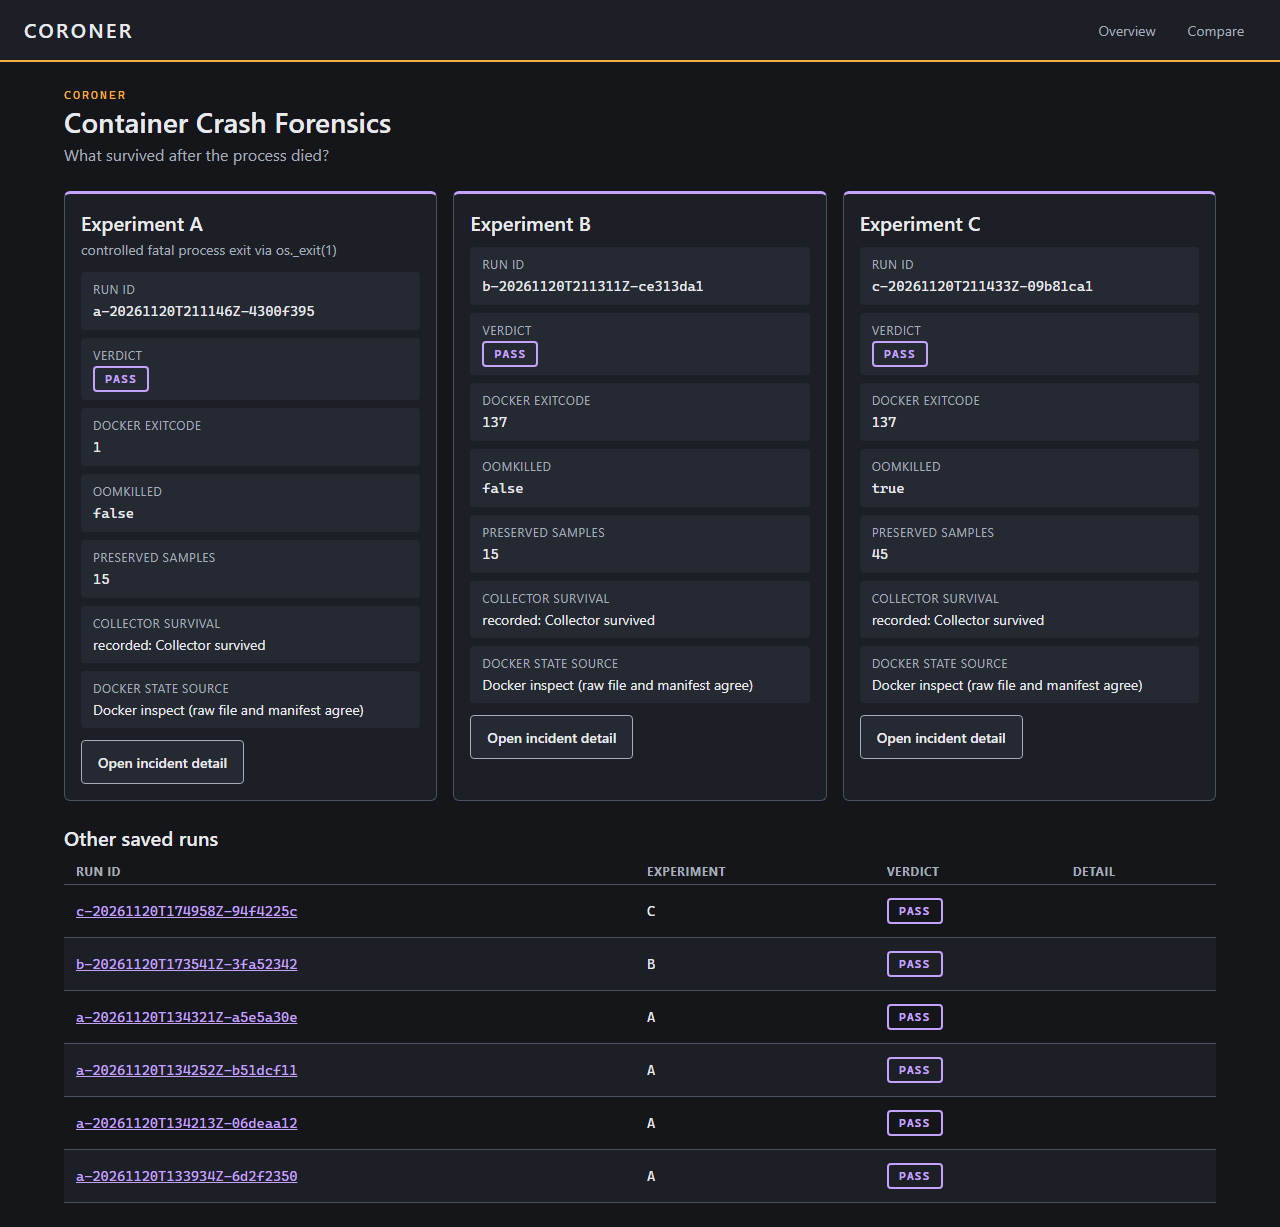 CORONER
Overview Compare
CORONER
Container Crash Forensics
What survived after the process died?
Experiment A
controlled fatal process exit via os._exit(1)
RUN ID
a-20261120T211146Z-4300f395
VERDICT
PASS
DOCKER EXITCODE
1
OOMKILLED
false
PRESERVED SAMPLES
15
COLLECTOR SURVIVAL
recorded: Collector survived
DOCKER STATE SOURCE
Docker inspect (raw file and manifest agree)
Open incident detail
Experiment B
RUN ID
b-20261120T211311Z-ce313da1
VERDICT
PASS
DOCKER EXITCODE
137
OOMKILLED
false
PRESERVED SAMPLES
15
COLLECTOR SURVIVAL
recorded: Collector survived
DOCKER STATE SOURCE
Docker inspect (raw file and manifest agree)
Open incident detail
Experiment C
RUN ID
c-20261120T211433Z-09b81ca1
VERDICT
PASS
DOCKER EXITCODE
137
OOMKILLED
true
PRESERVED SAMPLES
45
COLLECTOR SURVIVAL
recorded: Collector survived
DOCKER STATE SOURCE
Docker inspect (raw file and manifest agree)
Open incident detail
Other saved runs
RUN ID EXPERIMENT VERDICT DETAIL
c-20261120T174958Z-94f4225c C PASS
b-20261120T173541Z-3fa52342 B PASS
a-20261120T134321Z-a5e5a30e A PASS
a-20261120T134252Z-b51dcf11 A PASS
a-20261120T134213Z-06deaa12 A PASS
a-20261120T133934Z-6d2f2350 A PASS